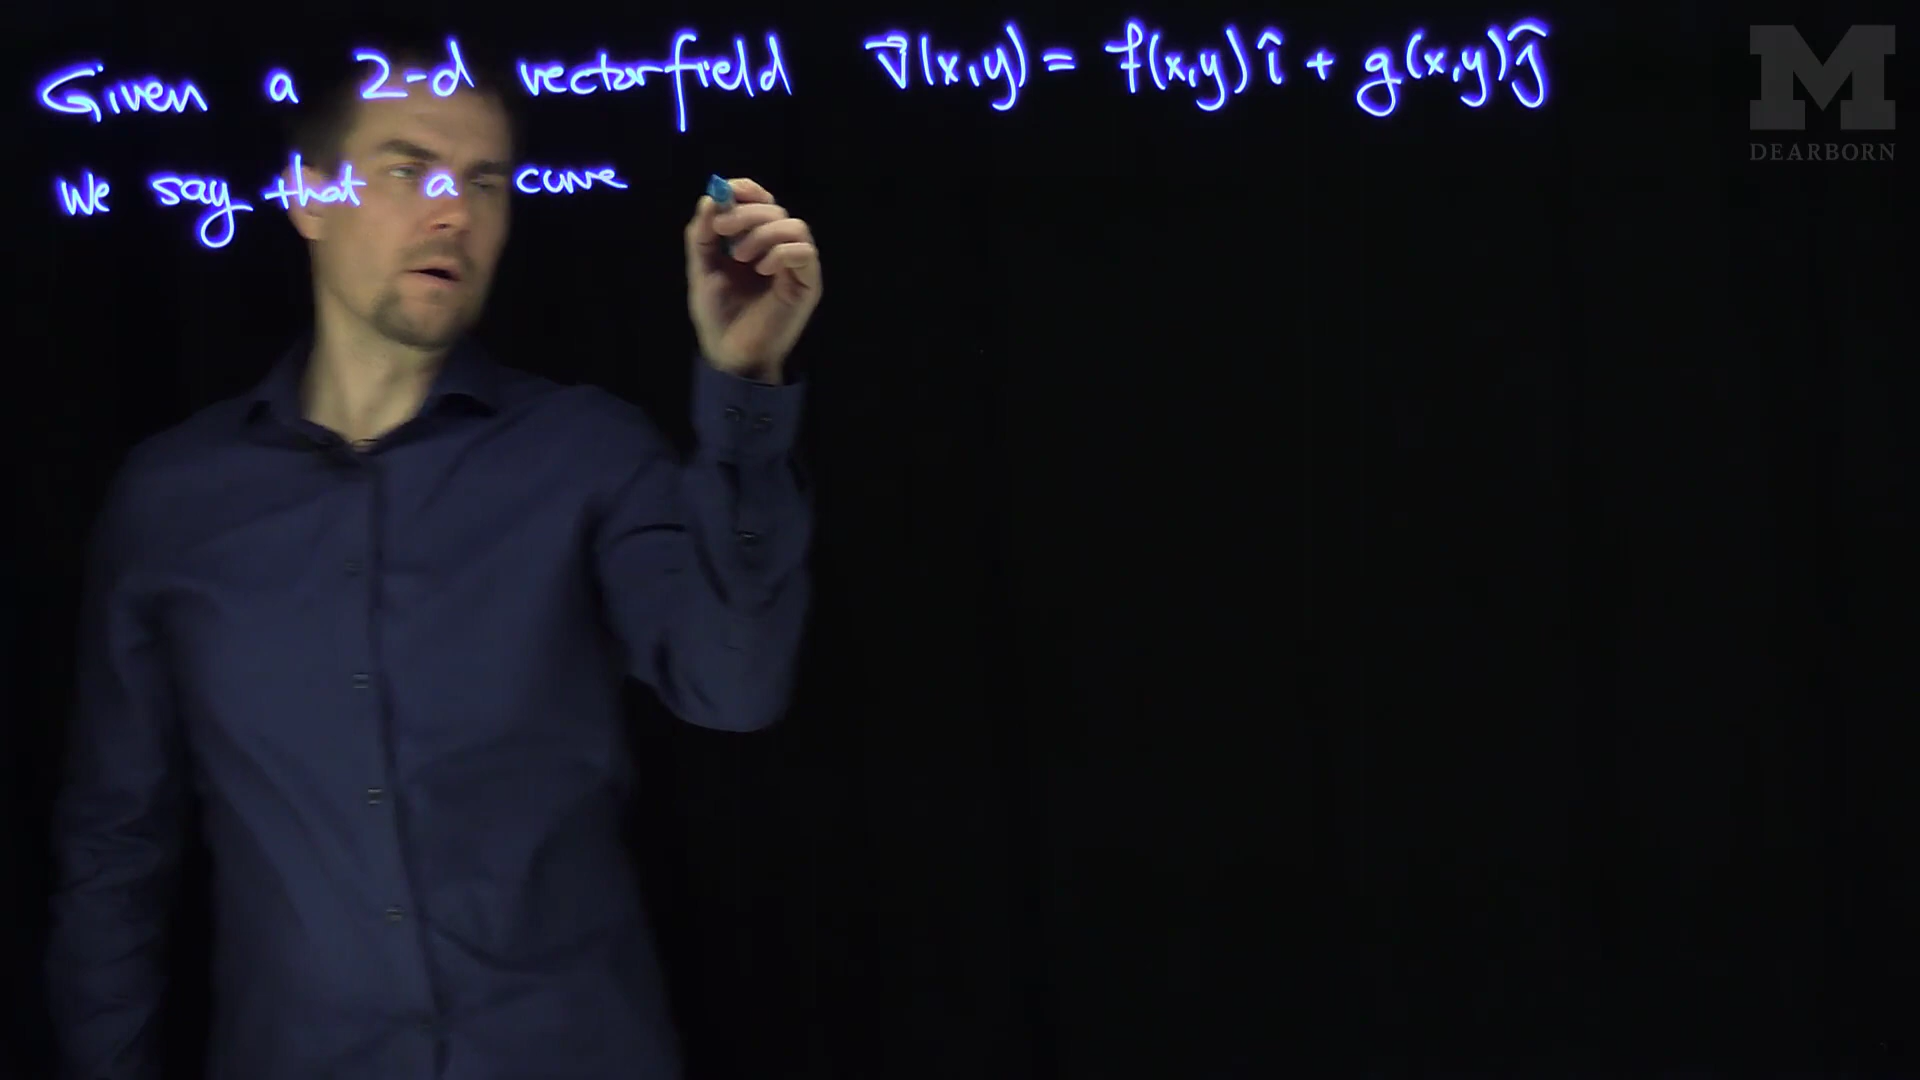 Given a 2-d vectorfield v⃗(x,y) = f(x,y) î + g(x,y) ĵ
We say that a curve
M
DEARBORN